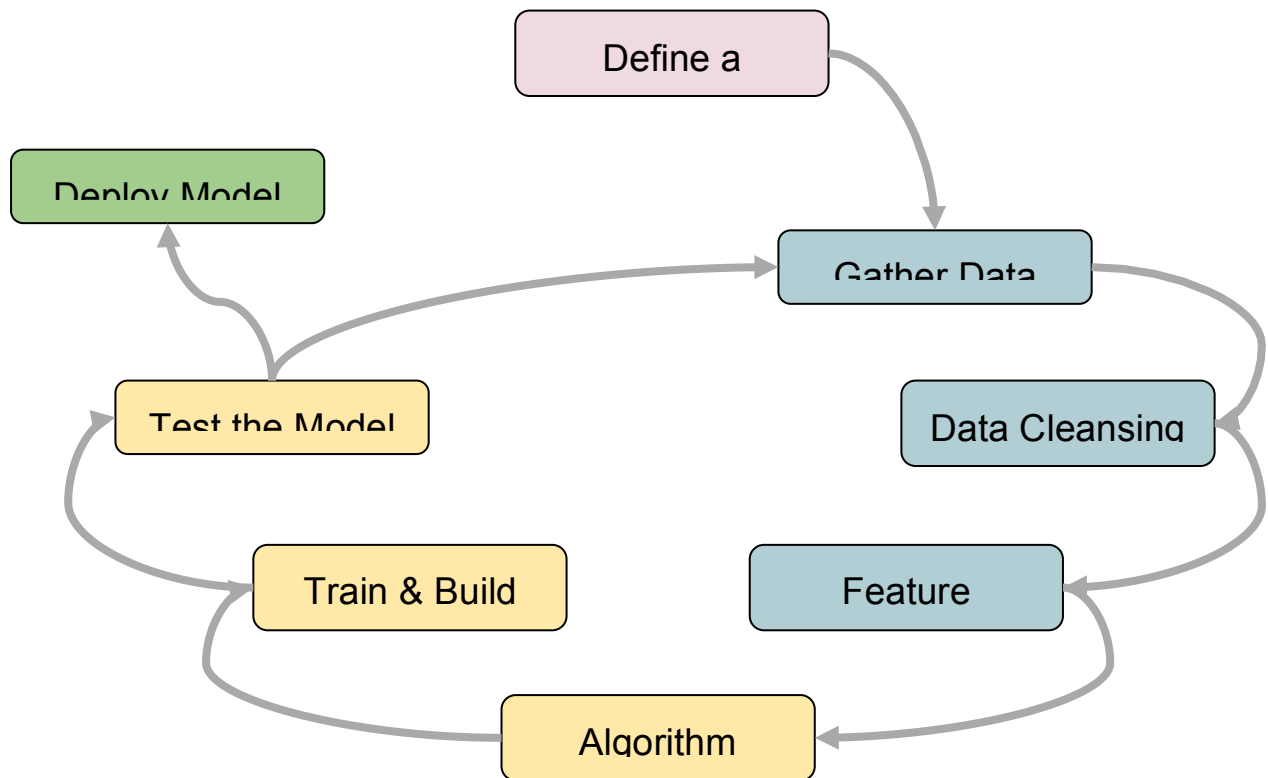 Define a
Deploy Model
Gather Data
Test the Model
Data Cleansing
Train & Build
Feature
Algorithm